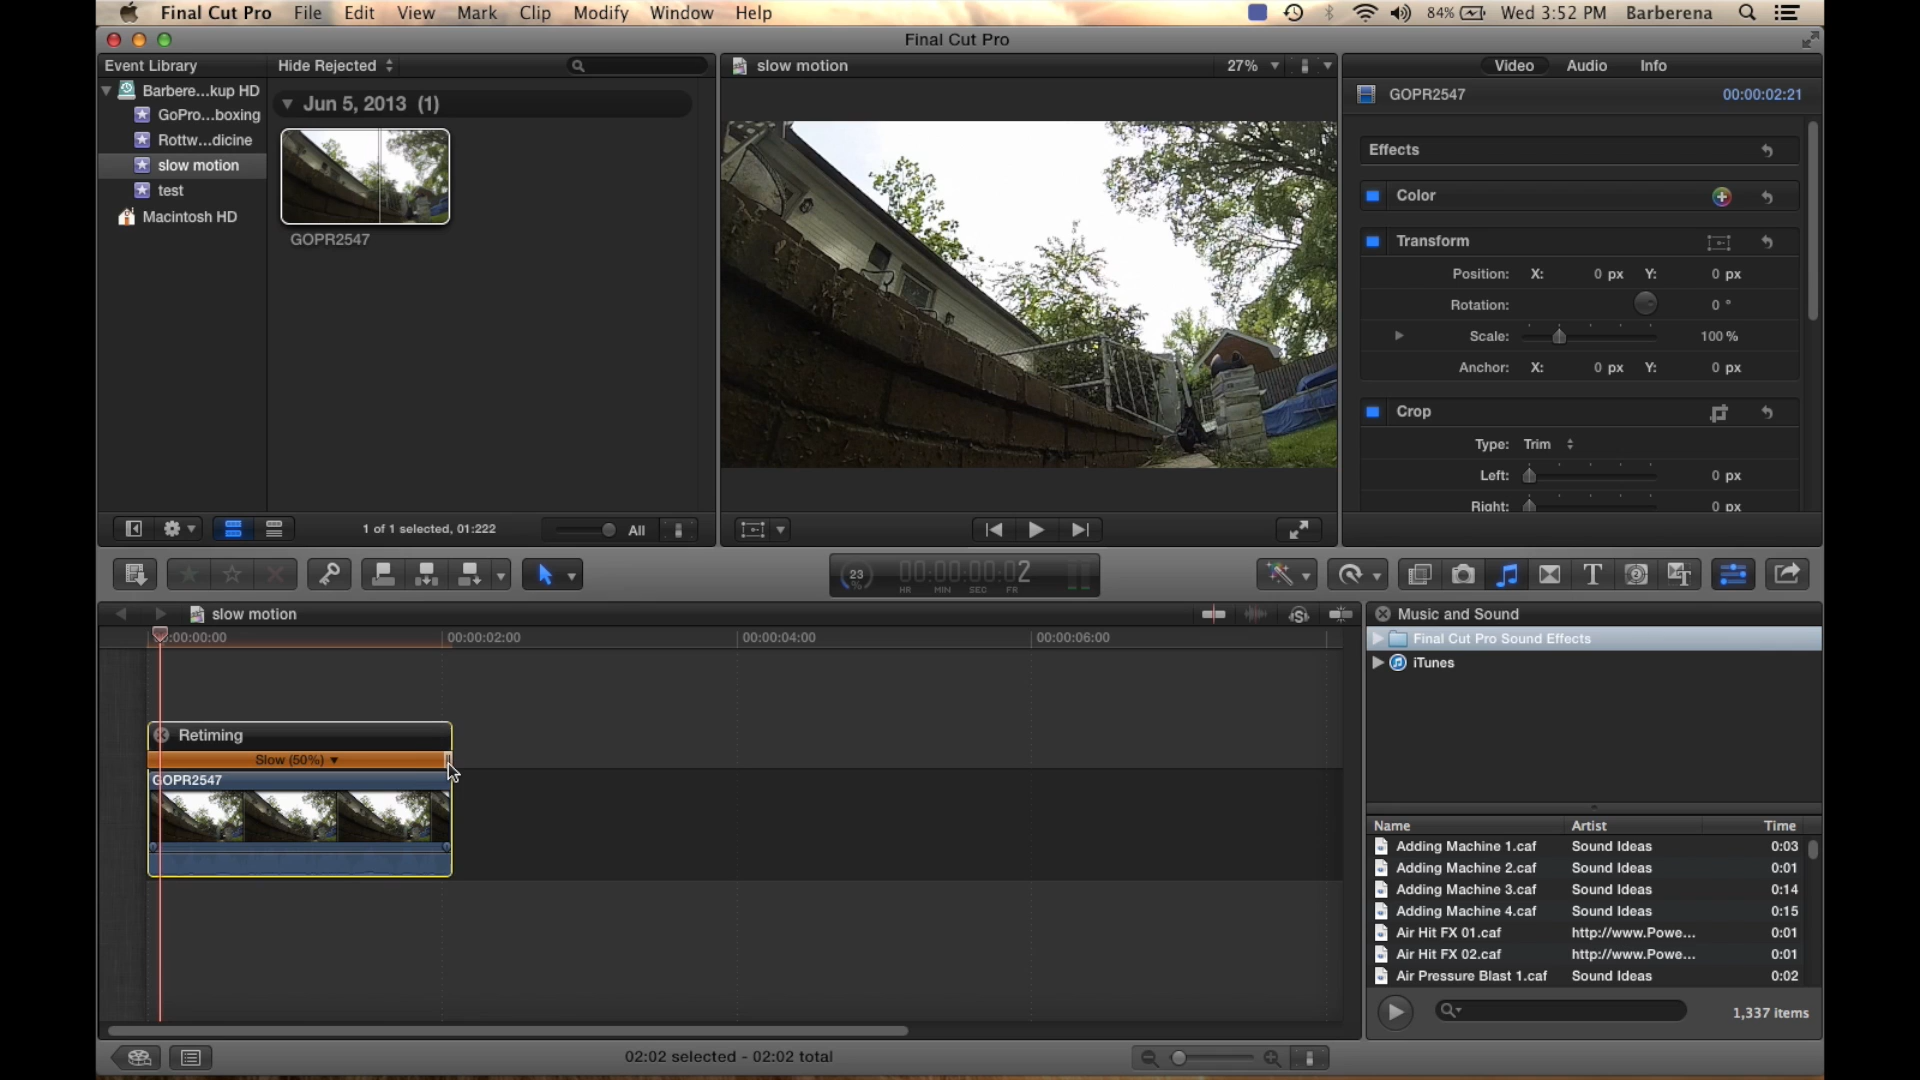 Final Cut Pro File Edit View Mark Clip Modify Window Help 84% Wed 3:52 PM Barberena
Final Cut Pro
Event Library
Hide Rejected
Barbere...kup HD
GoPro...boxing
Rottw...dicine
slow motion
test
Macintosh HD
Jun 5, 2013 (1)
GOPR2547
1 of 1 selected, 01:222
All
slow motion
27%
Video Audio Info
GOPR2547 00:00:02:21
Effects
Color
Transform
Position: X: 0 px Y: 0 px
Rotation: 0 °
Scale: 100 %
Anchor: X: 0 px Y: 0 px
Crop
Type: Trim
Left: 0 px
Right: 0 px
23 %
00:00:00:02
HR MIN SEC FR
slow motion
:00:00:00 00:00:02:00 00:00:04:00 00:00:06:00
Retiming
Slow (50%)
GOPR2547
02:02 selected - 02:02 total
Music and Sound
Final Cut Pro Sound Effects
iTunes
Name Artist Time
Adding Machine 1.caf Sound Ideas 0:03
Adding Machine 2.caf Sound Ideas 0:01
Adding Machine 3.caf Sound Ideas 0:14
Adding Machine 4.caf Sound Ideas 0:15
Air Hit FX 01.caf http://www.Powe... 0:01
Air Hit FX 02.caf http://www.Powe... 0:01
Air Pressure Blast 1.caf Sound Ideas 0:02
1,337 items